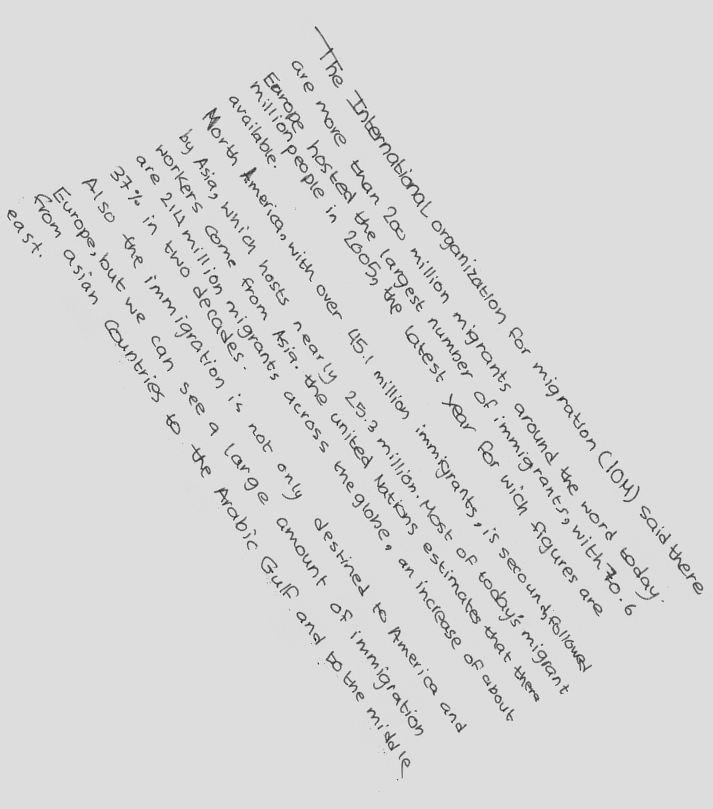 The International organization for migration (IOM) said there
are more than 200 million migrants around the word today.
Europe hosted the largest number of immigrants, with 70.6
million people in 2005, the latest year for wich figures are
available.
North America, with over 45.1 million immigrants, is secound, followed
by Asia, which hosts nearly 25.3 million. Most of today's migrant
workers come from Asia. the united Nations estimates that there
are 214 million migrants across the globe, an increase of about
37% in two decades.
Also the immigration is not only destined to America and
Europe, but we can see a large amount of immigration
from asian countries to the Arabic Gulf and to the middle
east.